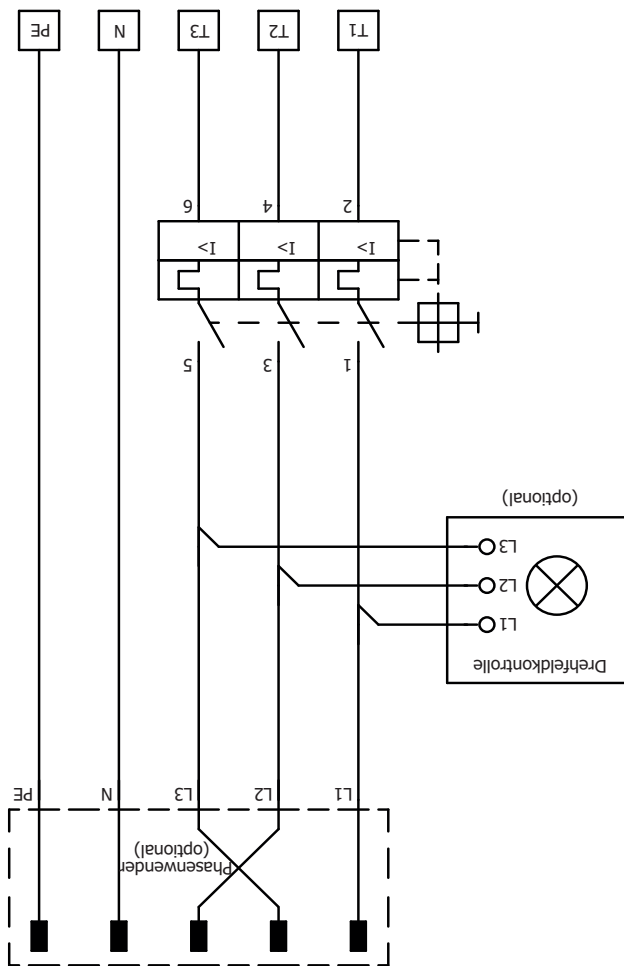 Phasenwender
(optional)
L1 L2 L3 N PE
Drehfeldkontrolle
L1
L2
L3
(optional)
1 3 5
I> I> I>
2 4 6
T1 T2 T3 N PE